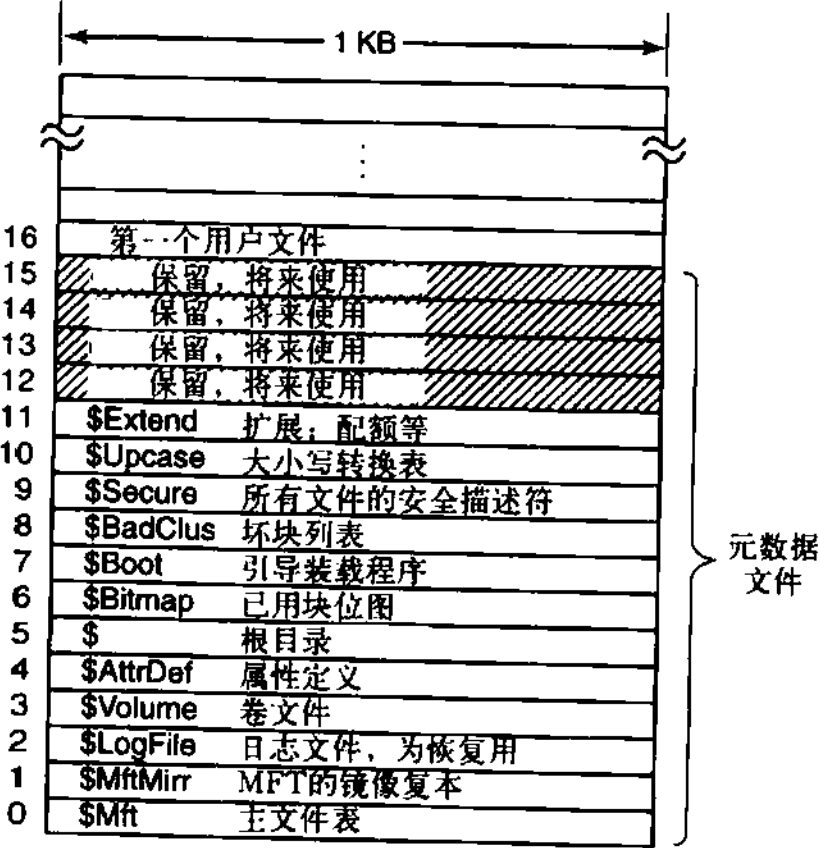 1 KB
⋮
16 第一个用户文件
15 保留，将来使用
14 保留，将来使用
13 保留，将来使用
12 保留，将来使用
11 $Extend 扩展：配额等
10 $Upcase 大小写转换表
9 $Secure 所有文件的安全描述符
8 $BadClus 坏块列表
7 $Boot 引导装载程序
6 $Bitmap 已用块位图
5 $ 根目录
4 $AttrDef 属性定义
3 $Volume 卷文件
2 $LogFile 日志文件，为恢复用
1 $MftMirr MFT的镜像复本
0 $Mft 主文件表
元数据
文件